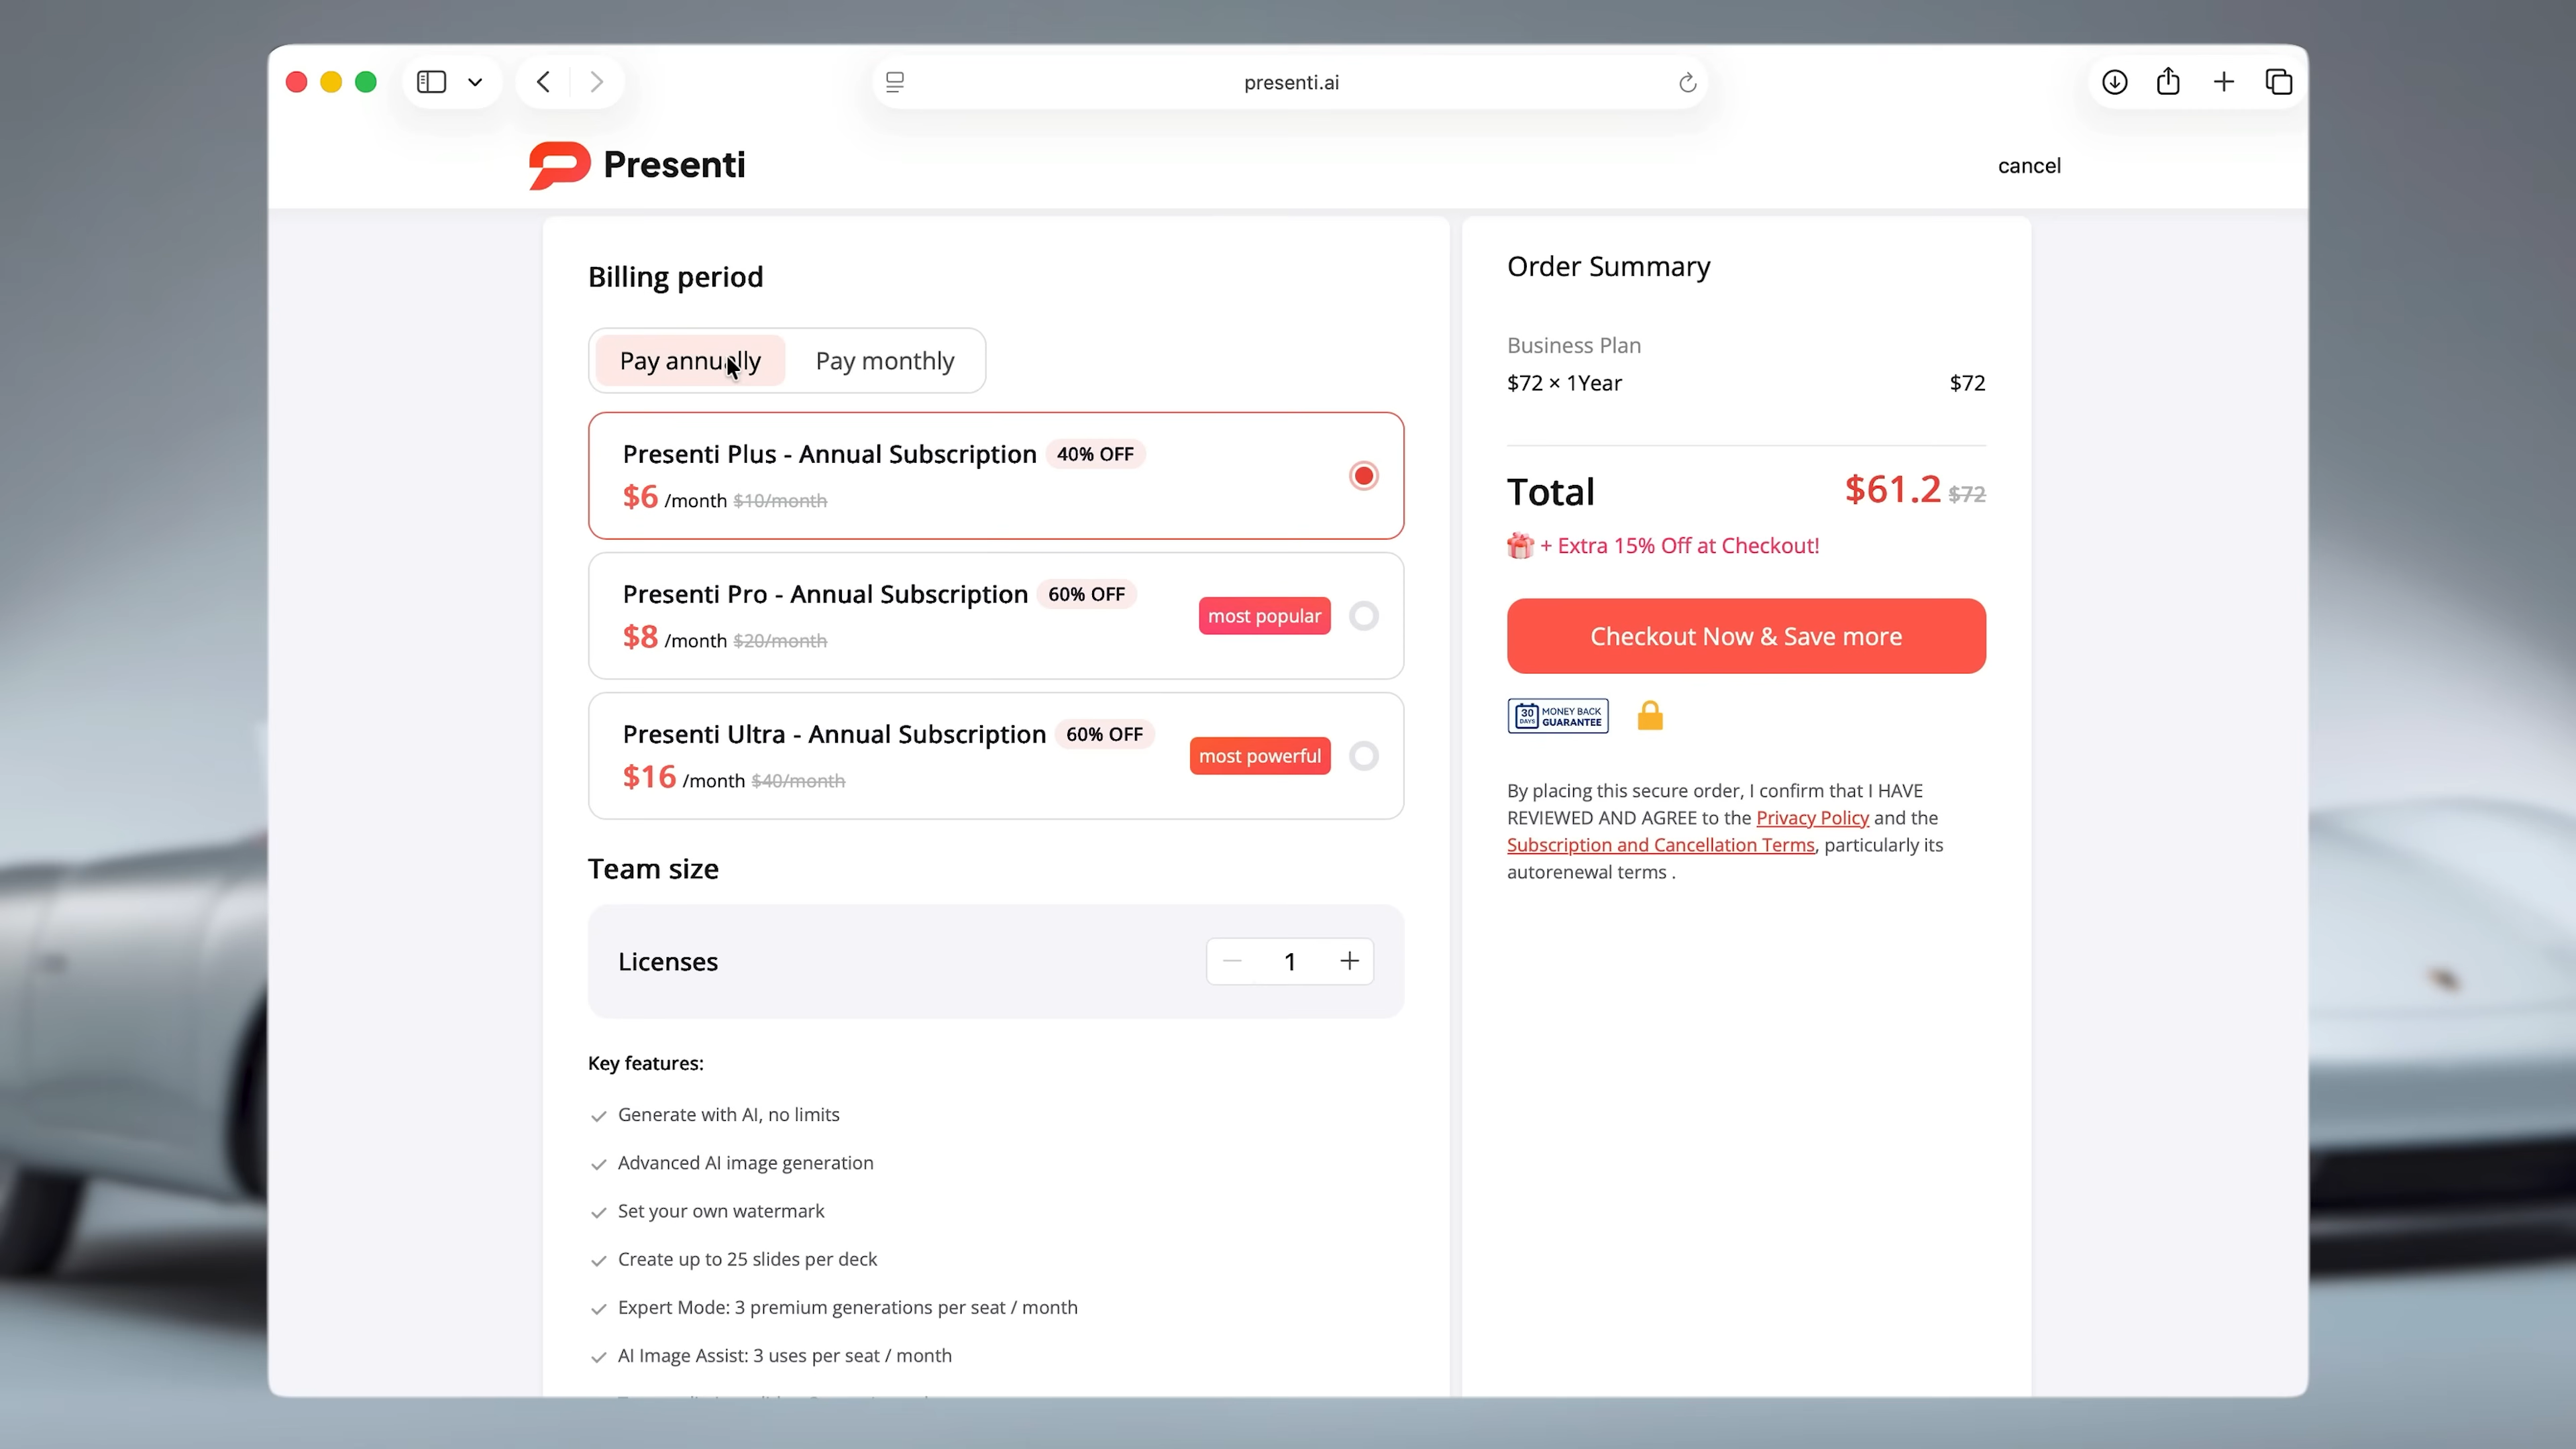 presenti.ai
Presenti
cancel
Billing period
Pay annually
Pay monthly
Presenti Plus - Annual Subscription 40% OFF
$6 /month $10/month
Presenti Pro - Annual Subscription 60% OFF
$8 /month $20/month
most popular
Presenti Ultra - Annual Subscription 60% OFF
$16 /month $40/month
most powerful
Team size
Licenses
1
Key features:
Generate with AI, no limits
Advanced AI image generation
Set your own watermark
Create up to 25 slides per deck
Expert Mode: 3 premium generations per seat / month
AI Image Assist: 3 uses per seat / month
Order Summary
Business Plan
$72 × 1Year $72
Total $61.2 $72
+ Extra 15% Off at Checkout!
Checkout Now & Save more
30 DAYS MONEY BACK GUARANTEE
By placing this secure order, I confirm that I HAVE
REVIEWED AND AGREE to the Privacy Policy and the
Subscription and Cancellation Terms, particularly its
autorenewal terms .